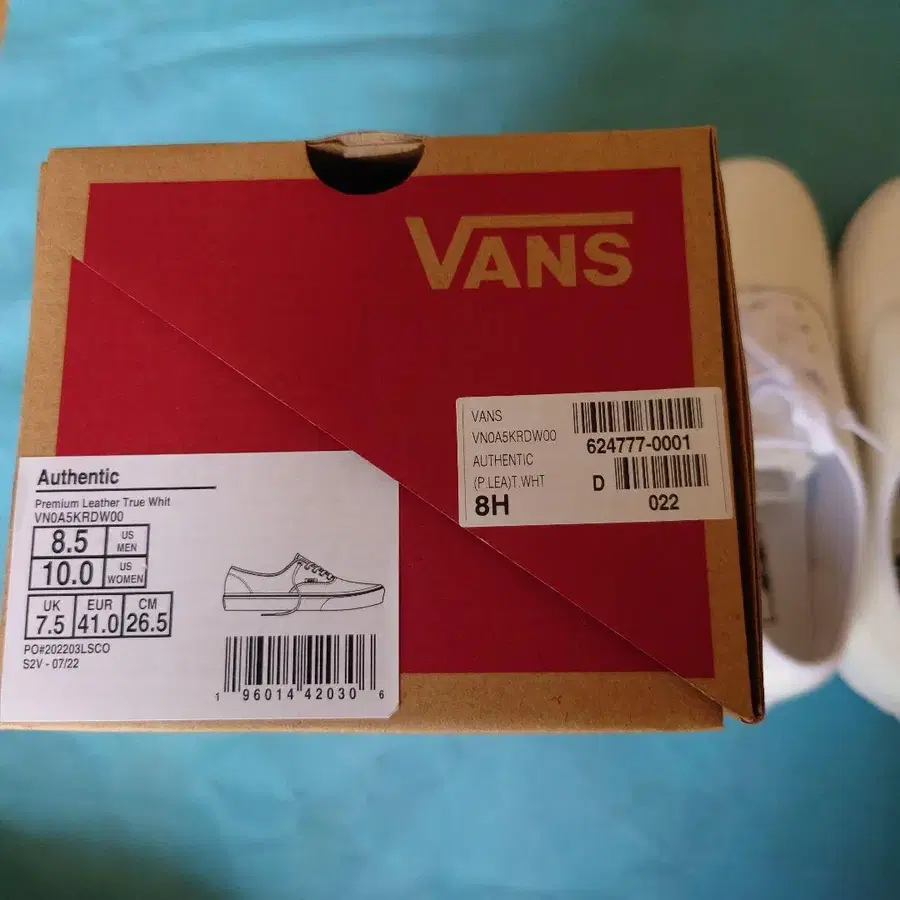 VANS
VANS
VN0A5KRDW00
624777-0001
AUTHENTIC
(P.LEA)T.WHT
D
8H
022
Authentic
Premium Leather True Whit
VN0A5KRDW00
8.5 US MEN
10.0 US WOMEN
UK EUR CM
7.5 41.0 26.5
PO#202203LSCO
S2V - 07/22
1 96014 42030 6